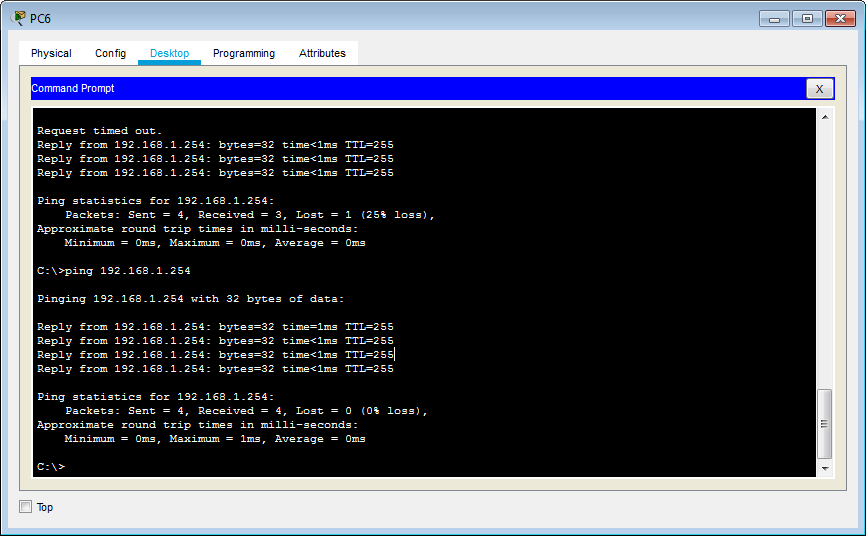 PC6
Physical Config Desktop Programming Attributes
Command Prompt
X
Request timed out.
Reply from 192.168.1.254: bytes=32 time<1ms TTL=255
Reply from 192.168.1.254: bytes=32 time<1ms TTL=255
Reply from 192.168.1.254: bytes=32 time<1ms TTL=255
Ping statistics for 192.168.1.254:
    Packets: Sent = 4, Received = 3, Lost = 1 (25% loss),
Approximate round trip times in milli-seconds:
    Minimum = 0ms, Maximum = 0ms, Average = 0ms
C:\>ping 192.168.1.254
Pinging 192.168.1.254 with 32 bytes of data:
Reply from 192.168.1.254: bytes=32 time=1ms TTL=255
Reply from 192.168.1.254: bytes=32 time<1ms TTL=255
Reply from 192.168.1.254: bytes=32 time<1ms TTL=255
Reply from 192.168.1.254: bytes=32 time<1ms TTL=255
Ping statistics for 192.168.1.254:
    Packets: Sent = 4, Received = 4, Lost = 0 (0% loss),
Approximate round trip times in milli-seconds:
    Minimum = 0ms, Maximum = 1ms, Average = 0ms
C:\>
Top